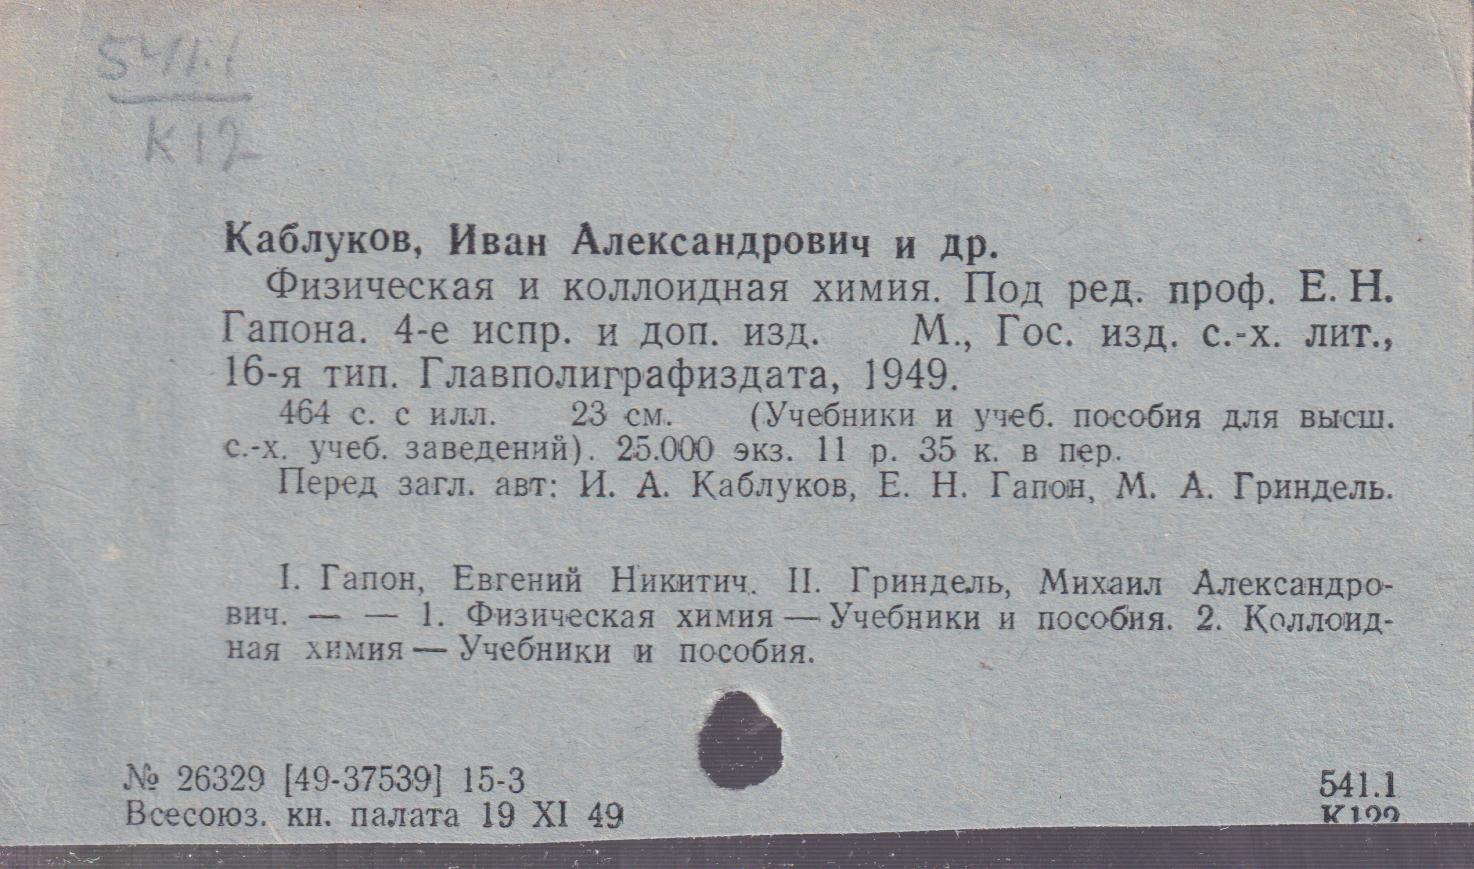 541.1
К12
Каблуков, Иван Александрович и др.
Физическая и коллоидная химия. Под ред. проф. Е. Н.
Гапона. 4-е испр. и доп. изд. М., Гос. изд. с.-х. лит.,
16-я тип. Главполиграфиздата, 1949.
464 с. с илл. 23 см. (Учебники и учеб. пособия для высш.
с.-х. учеб. заведений). 25.000 экз. 11 р. 35 к. в пер.
Перед загл. авт: И. А. Каблуков, Е. Н. Гапон, М. А. Гриндель.
I. Гапон, Евгений Никитич. II. Гриндель, Михаил Александро-
вич. — — 1. Физическая химия — Учебники и пособия. 2. Коллоид-
ная химия — Учебники и пособия.
№ 26329 [49-37539] 15-3
Всесоюз. кн. палата 19 XI 49
541.1
К122